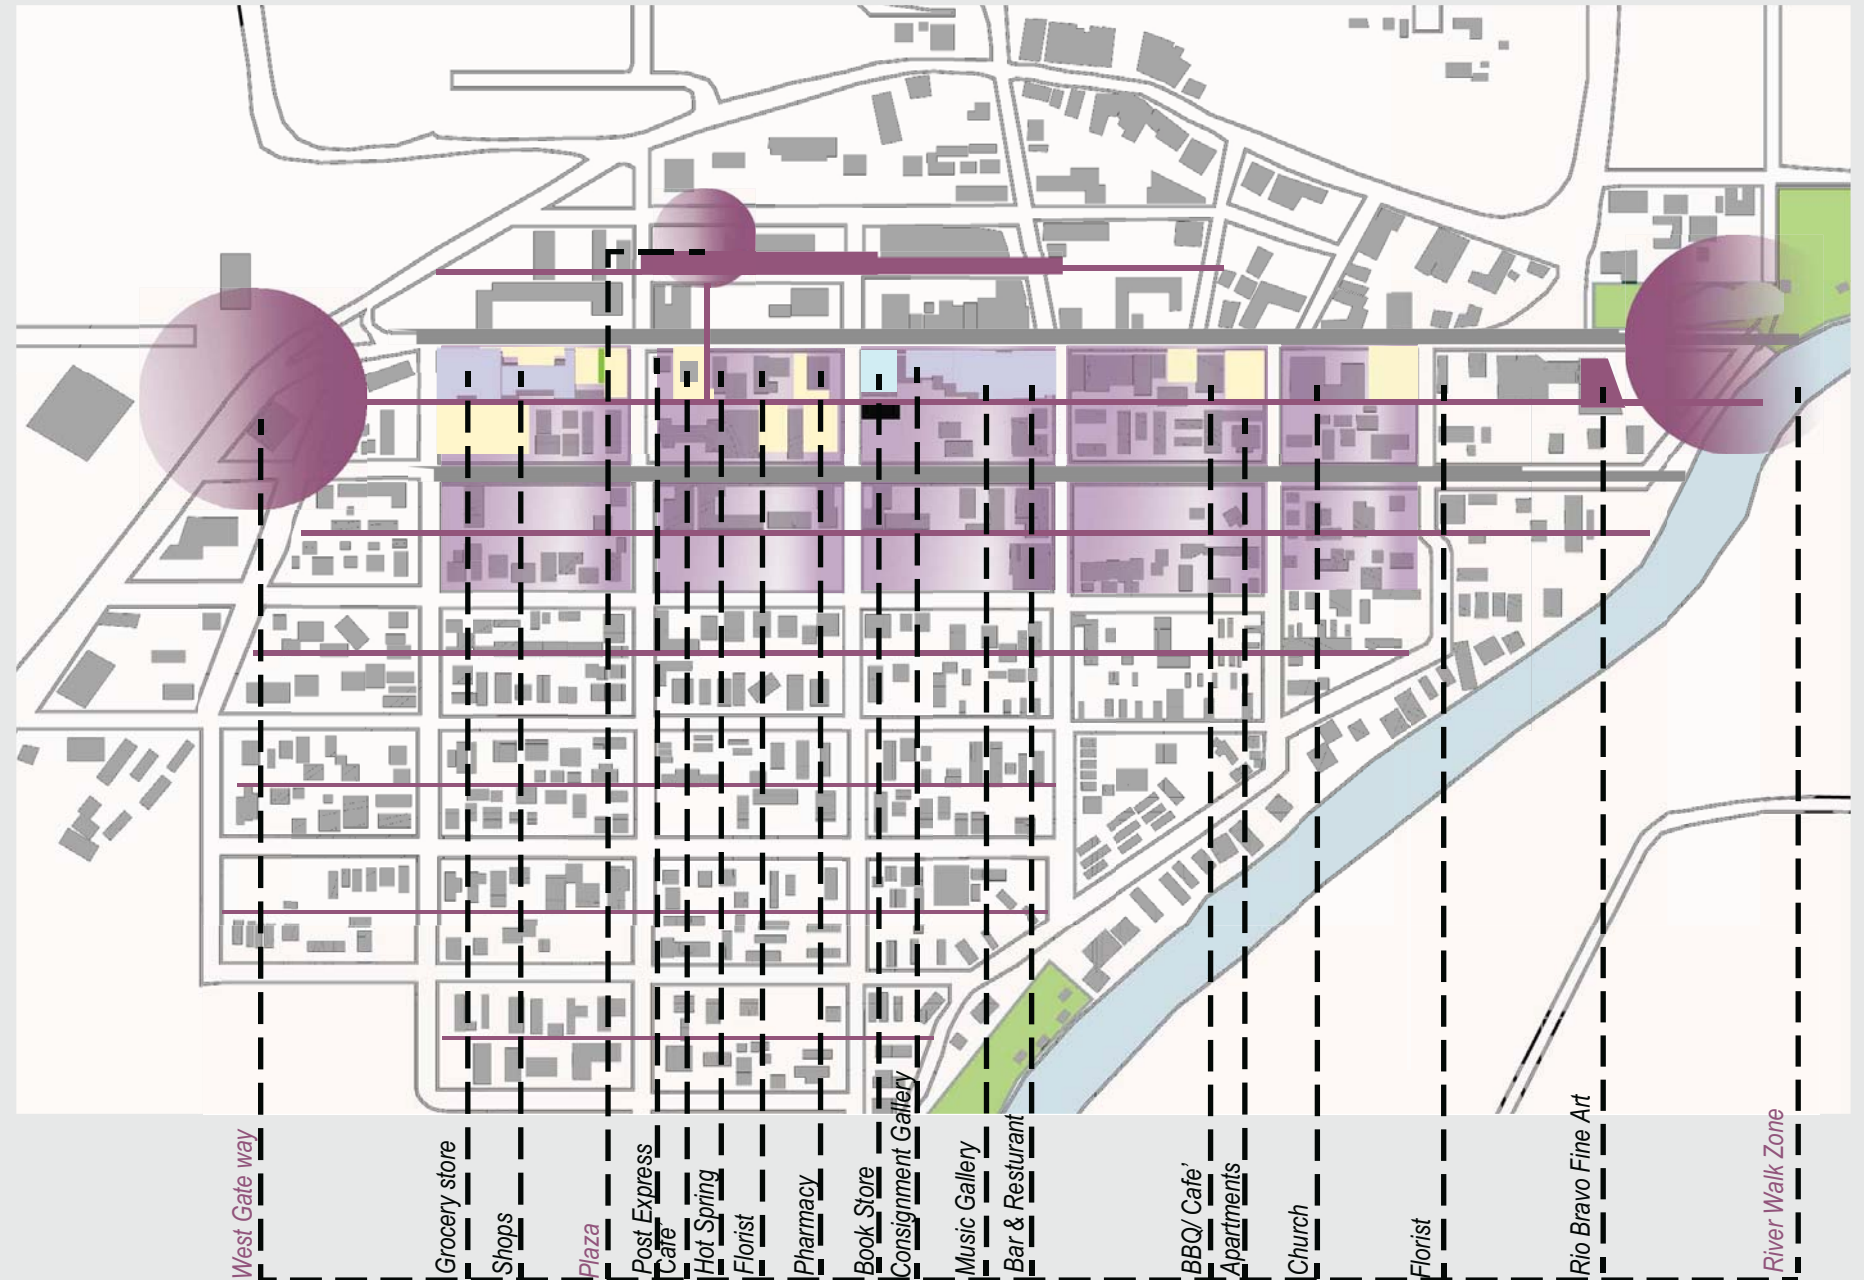 West Gate way
Grocery store
Shops
Plaza
Post Express
Cafe'
Hot Spring
Florist
Pharmacy
Book Store
Consignment Gallery
Music Gallery
Bar & Resturant
BBQ/ Cafe'
Apartments
Church
Florist
Rio Bravo Fine Art
River Walk Zone